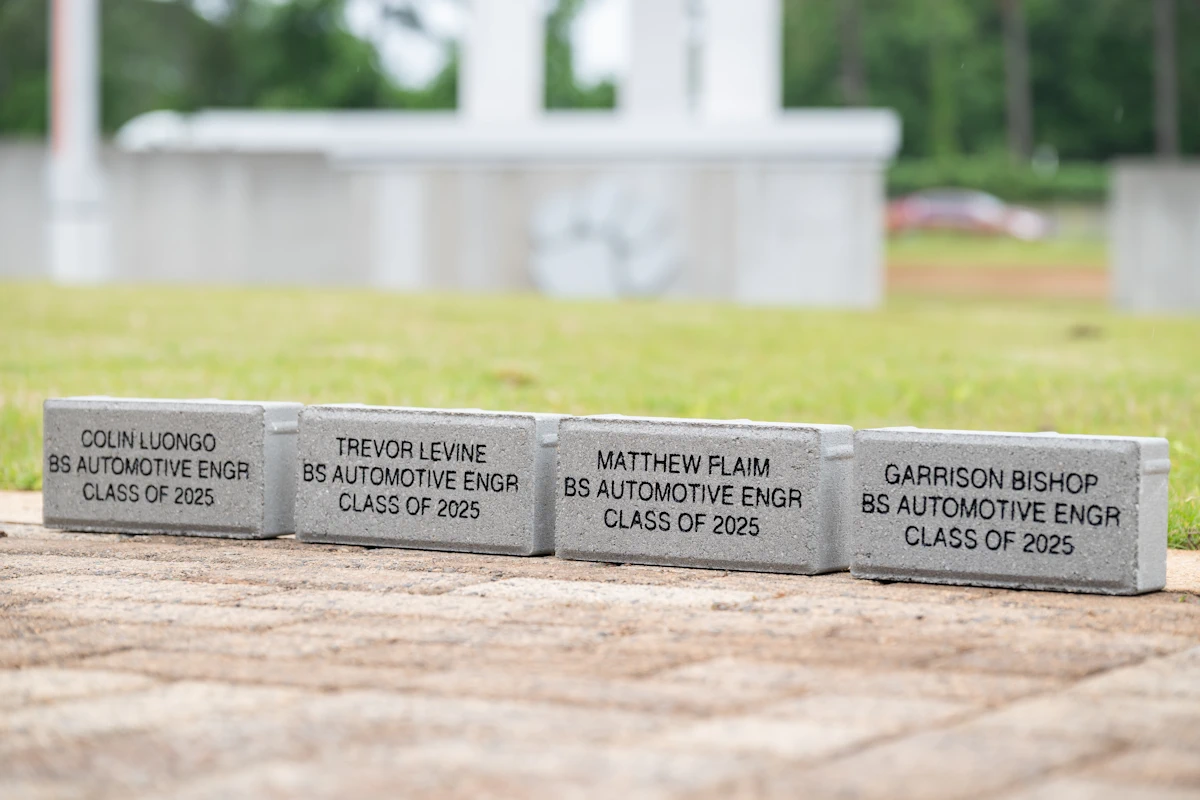 COLIN LUONGO
BS AUTOMOTIVE ENGR
CLASS OF 2025
TREVOR LEVINE
BS AUTOMOTIVE ENGR
CLASS OF 2025
MATTHEW FLAIM
BS AUTOMOTIVE ENGR
CLASS OF 2025
GARRISON BISHOP
BS AUTOMOTIVE ENGR
CLASS OF 2025